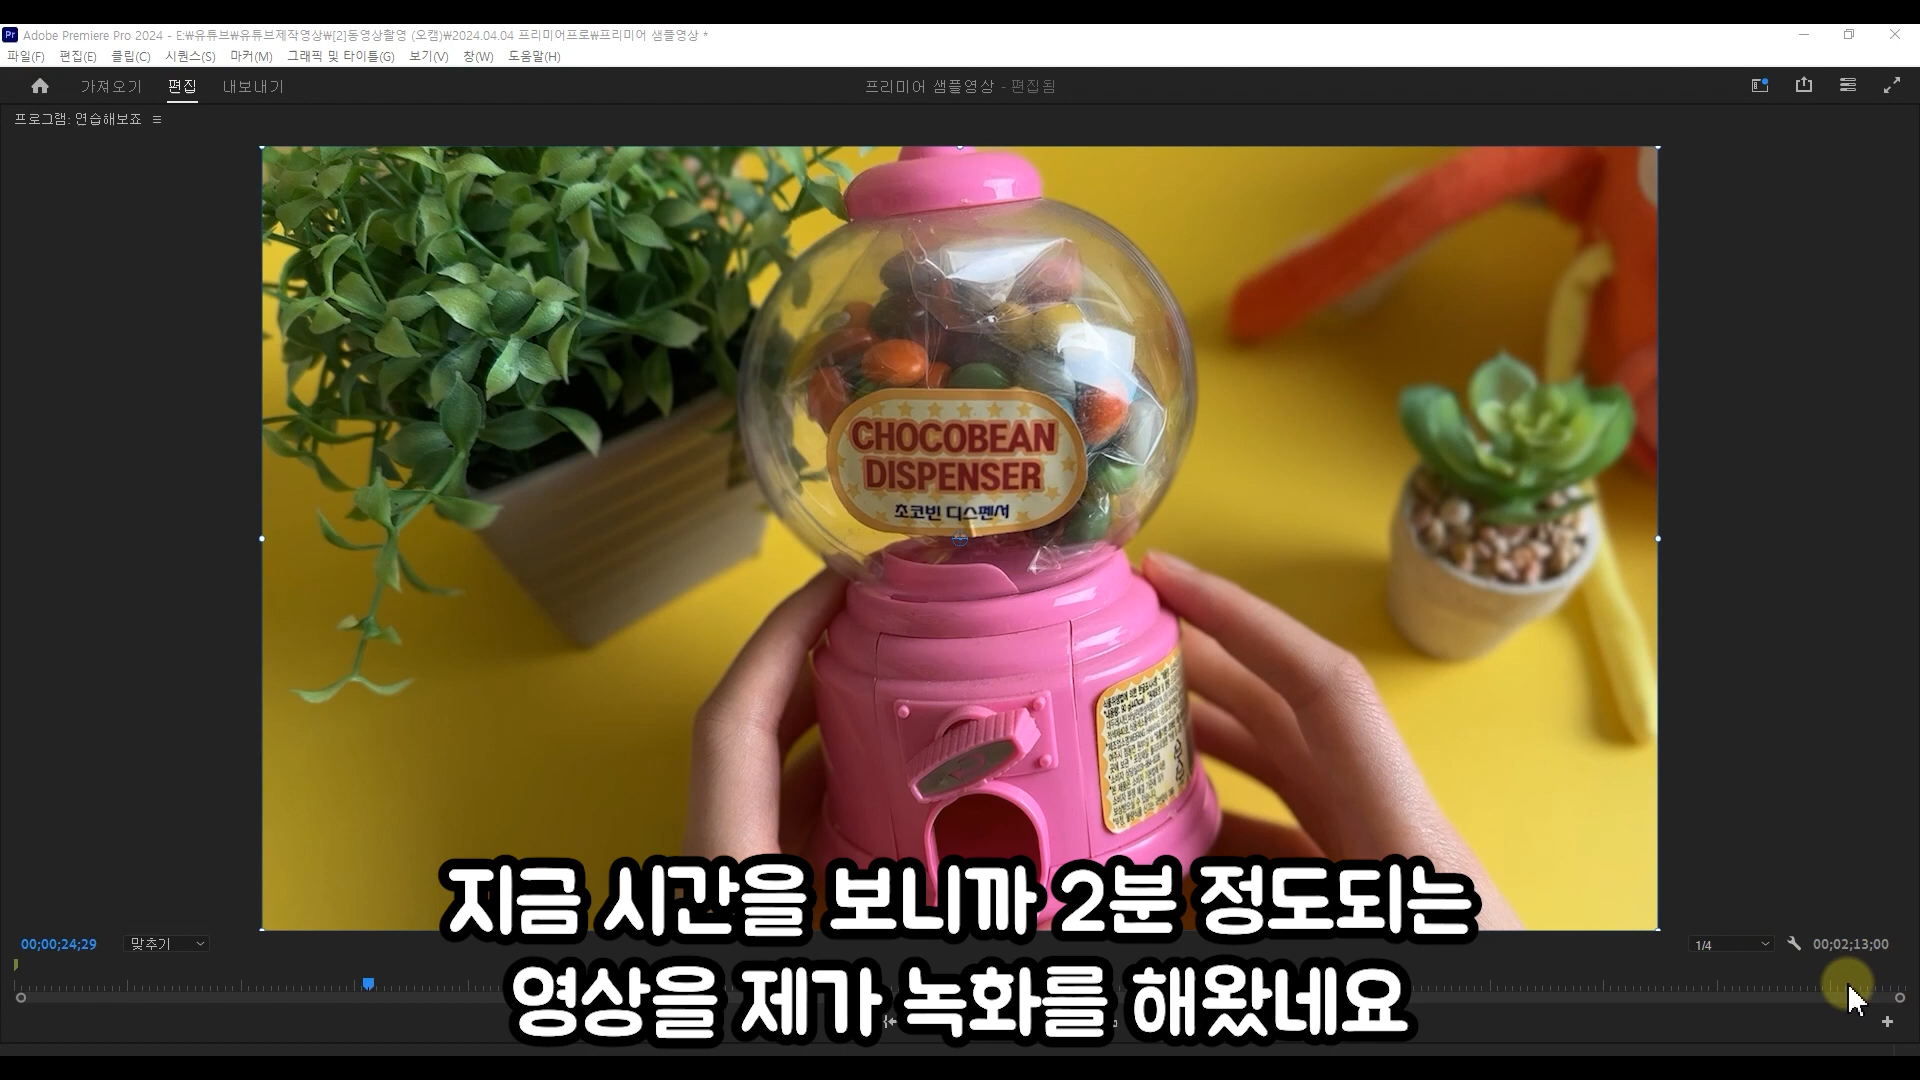 Pr Adobe Premiere Pro 2024 - E:₩유튜브₩유튜브제작영상₩[2]동영상촬영 (오캠)₩2024.04.04 프리미어프로₩프리미어 샘플영상 *
파일(F) 편집(E) 클립(C) 시퀀스(S) 마커(M) 그래픽 및 타이틀(G) 보기(V) 창(W) 도움말(H)
가져오기 편집 내보내기 프리미어 샘플영상 - 편집됨
프로그램: 연습해보죠
CHOCOBEAN
DISPENSER
초코빈 디스펜서
지금 시간을 보니까 2분 정도되는
00;00;24;29 맞추기 1/4 00;02;13;00
영상을 제가 녹화를 해왔네요